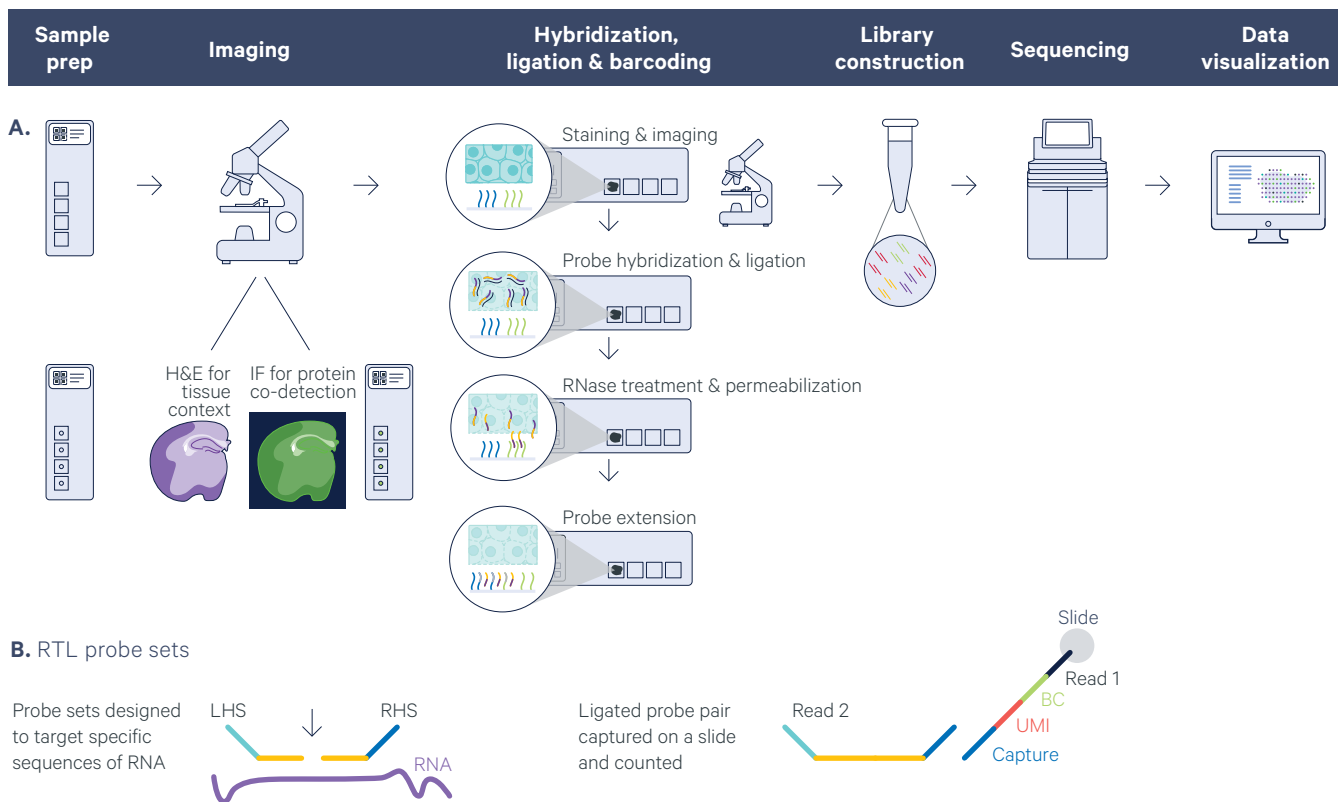 Sample
prep
Imaging
Hybridization,
ligation & barcoding
Library
construction
Sequencing
Data
visualization
A.
Staining & imaging
Probe hybridization & ligation
RNase treatment & permeabilization
Probe extension
H&E for
tissue
context
IF for protein
co-detection
B. RTL probe sets
Probe sets designed
to target specific
sequences of RNA
LHS
RHS
RNA
Ligated probe pair
captured on a slide
and counted
Read 2
Slide
Read 1
BC
UMI
Capture